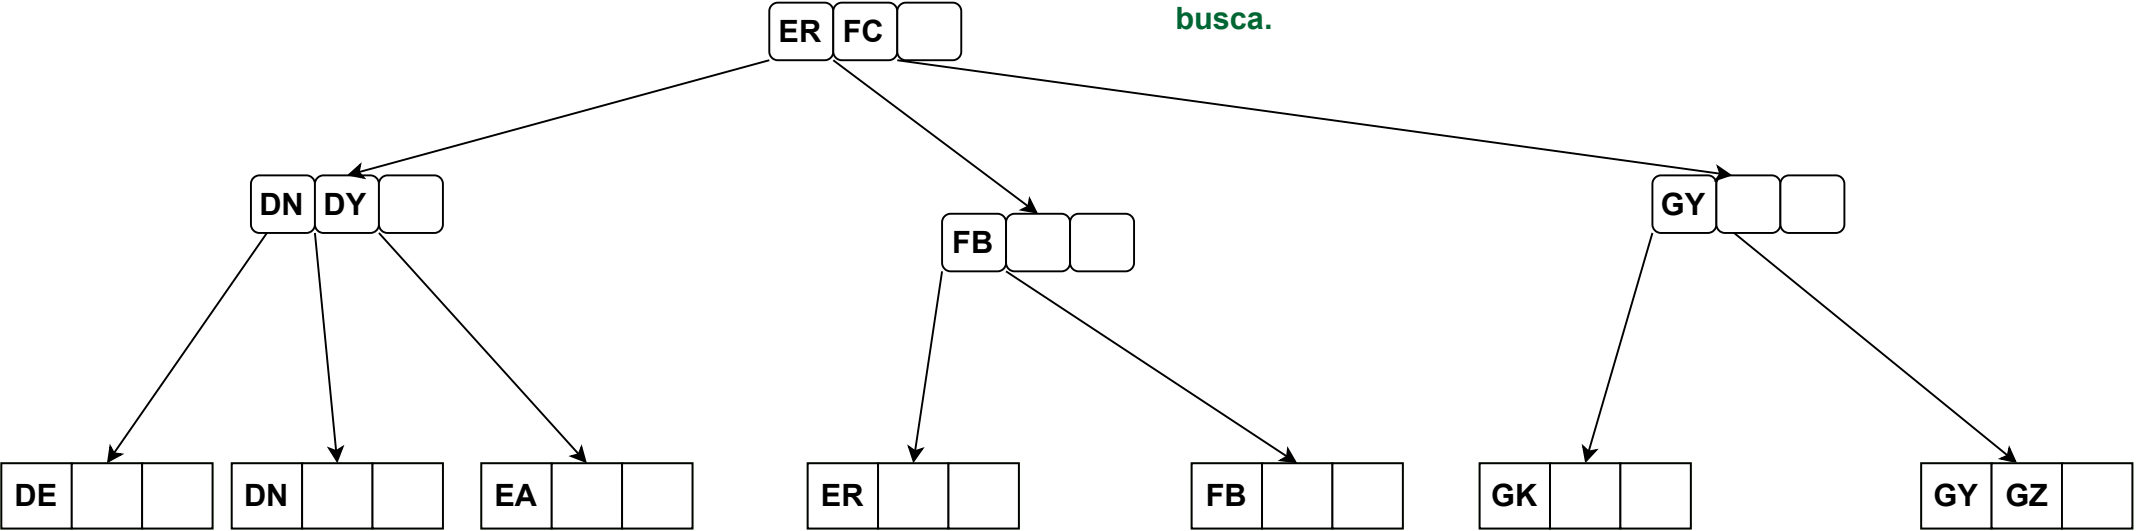 busca.
ER FC
DN DY
GY
FB
DE DN EA ER FB GK GY GZ